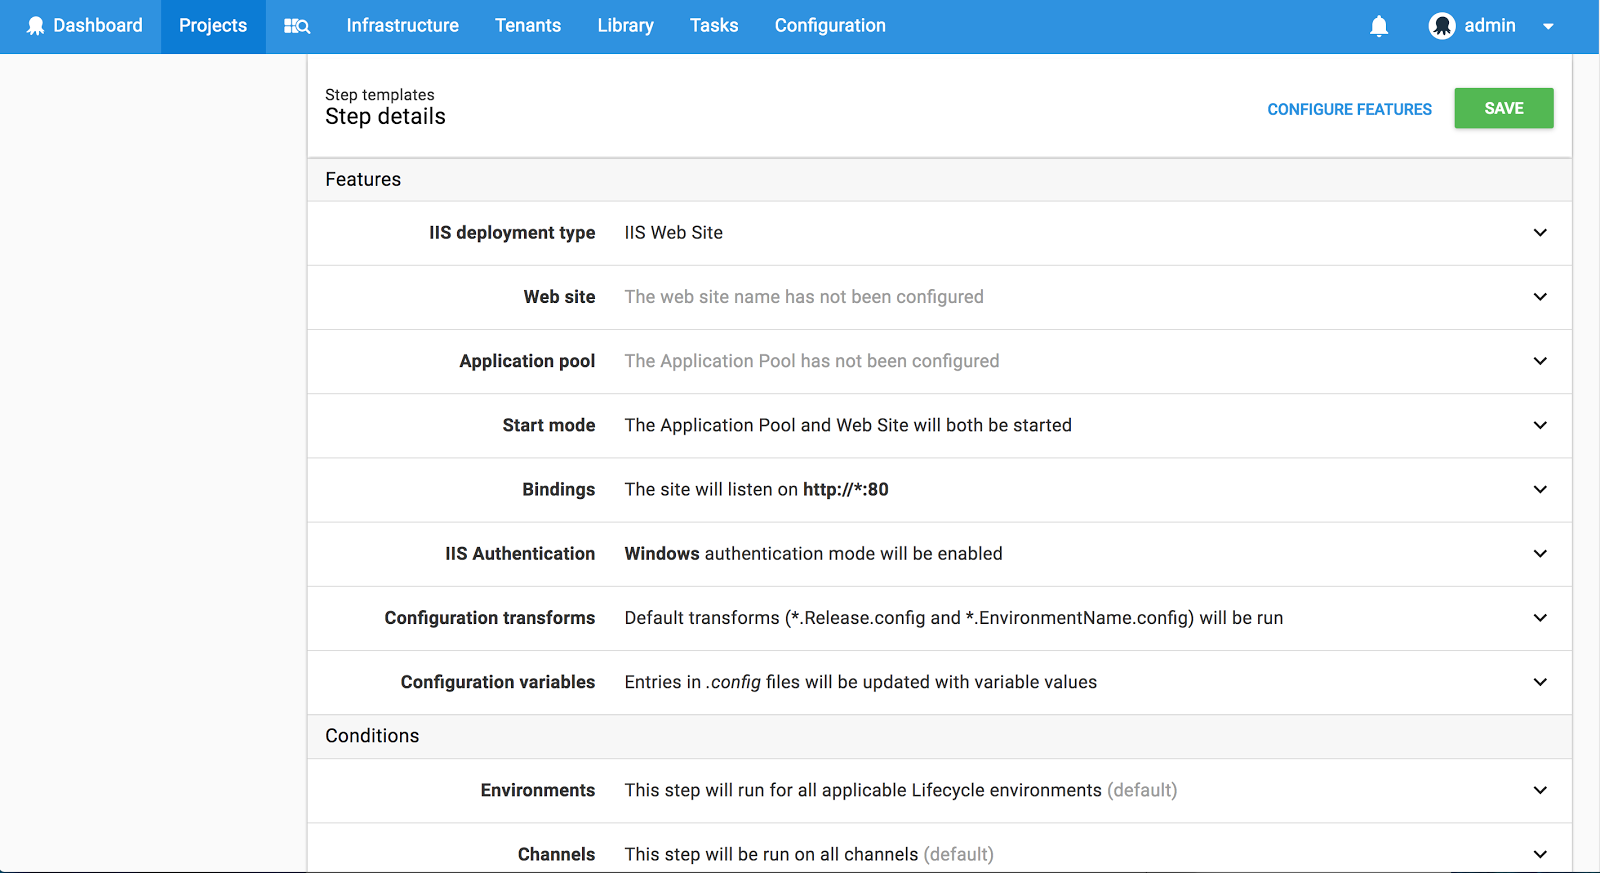 Dashboard Projects Infrastructure Tenants Library Tasks Configuration admin
Step templates
Step details
CONFIGURE FEATURES SAVE
Features
IIS deployment type IIS Web Site
Web site The web site name has not been configured
Application pool The Application Pool has not been configured
Start mode The Application Pool and Web Site will both be started
Bindings The site will listen on http://*:80
IIS Authentication Windows authentication mode will be enabled
Configuration transforms Default transforms (*.Release.config and *.EnvironmentName.config) will be run
Configuration variables Entries in .config files will be updated with variable values
Conditions
Environments This step will run for all applicable Lifecycle environments (default)
Channels This step will be run on all channels (default)